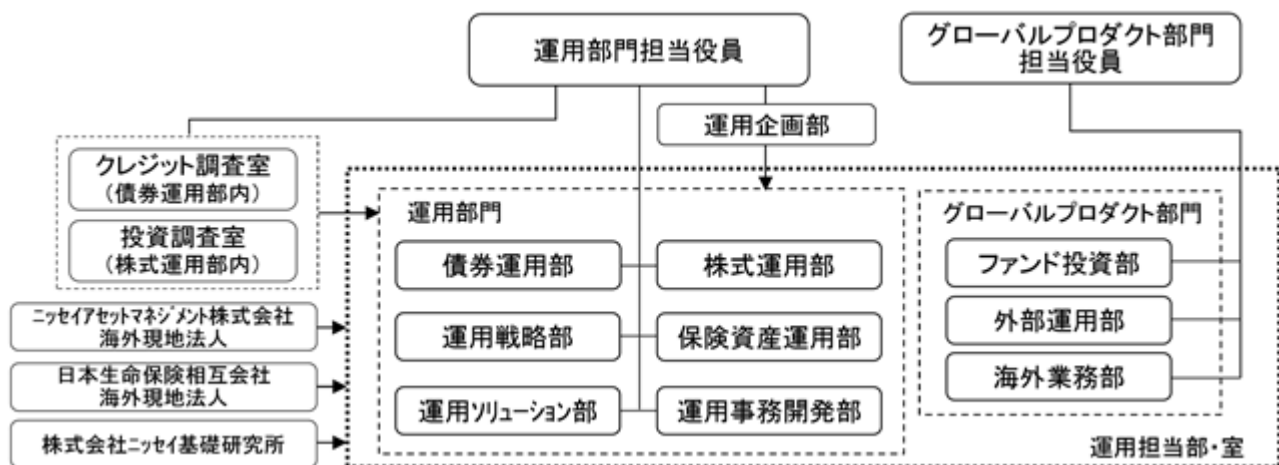 運用部門担当役員
グローバルプロダクト部門
担当役員
運用企画部
クレジット調査室
（債券運用部内）
投資調査室
（株式運用部内）
ニッセイアセットマネジメント株式会社
海外現地法人
日本生命保険相互会社
海外現地法人
株式会社ニッセイ基礎研究所
運用部門
債券運用部
株式運用部
運用戦略部
保険資産運用部
運用ソリューション部
運用事務開発部
グローバルプロダクト部門
ファンド投資部
外部運用部
海外業務部
運用担当部・室